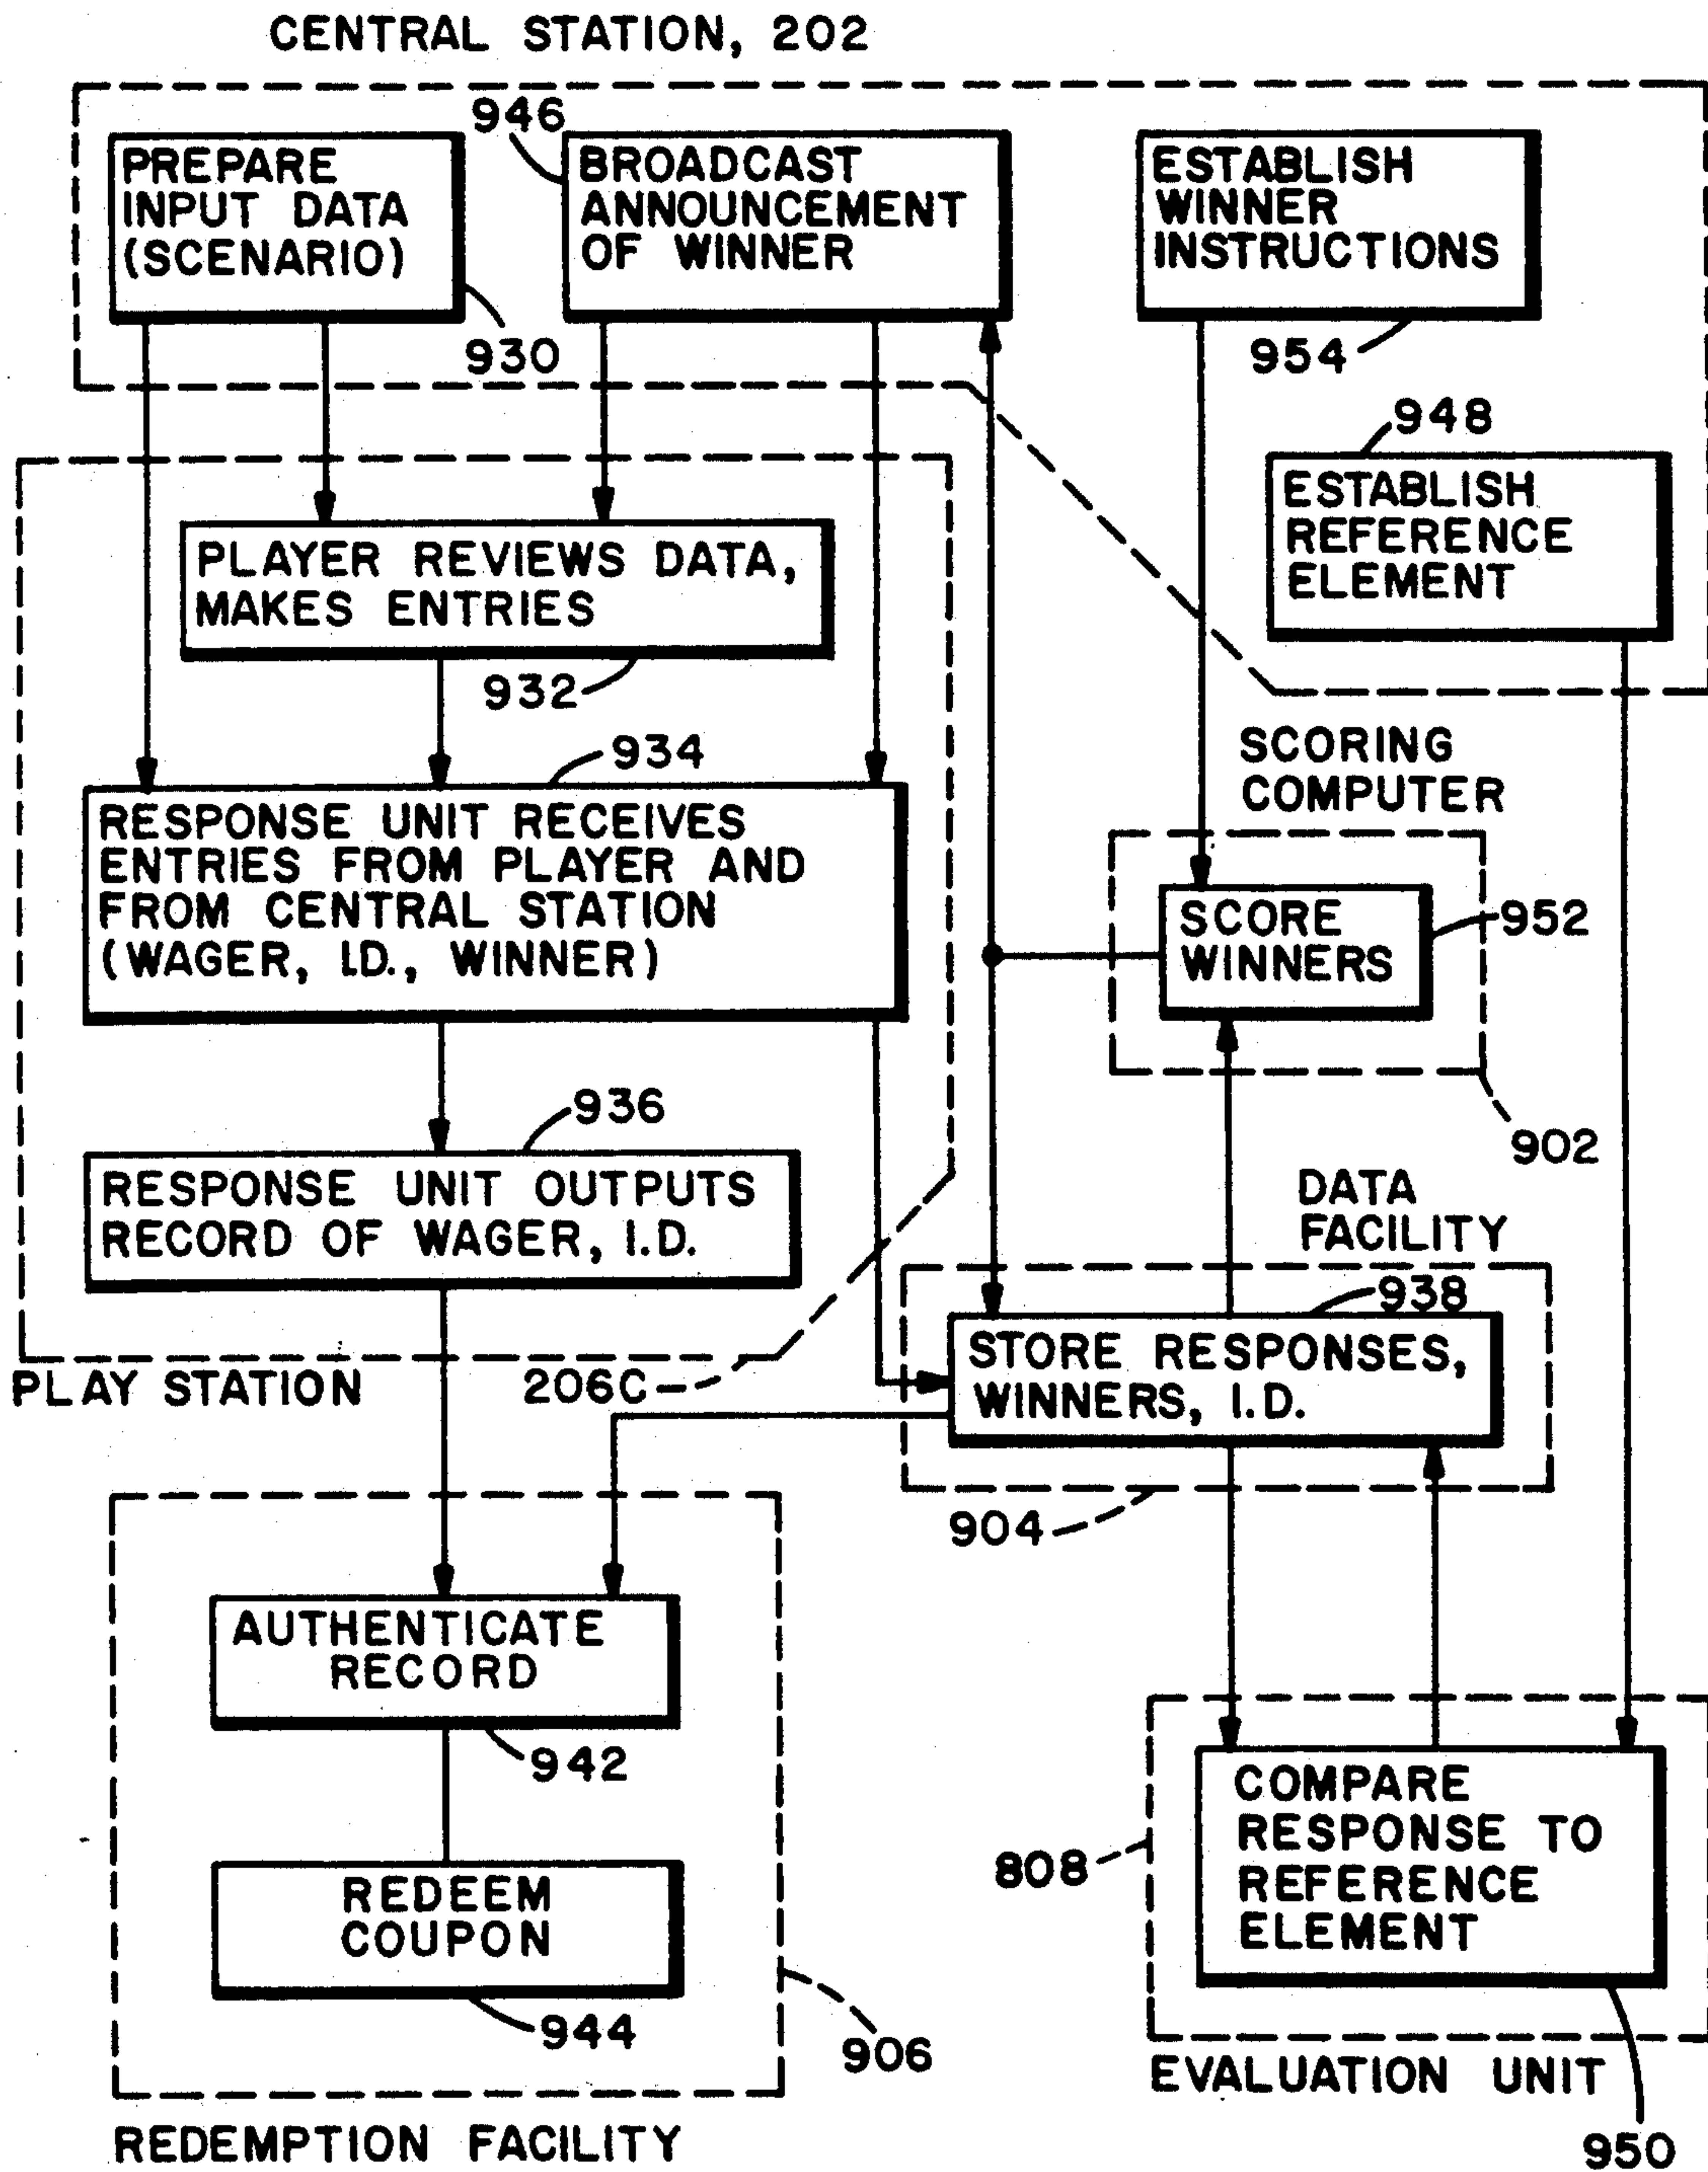 CENTRAL STATION, 202
946
PREPARE
INPUT DATA
(SCENARIO)
930
BROADCAST
ANNOUNCEMENT
OF WINNER
ESTABLISH
WINNER
INSTRUCTIONS
954
948
ESTABLISH
REFERENCE
ELEMENT
PLAYER REVIEWS DATA,
MAKES ENTRIES
932
934
RESPONSE UNIT RECEIVES
ENTRIES FROM PLAYER AND
FROM CENTRAL STATION
(WAGER, I.D., WINNER)
SCORING
COMPUTER
SCORE
WINNERS
952
902
936
RESPONSE UNIT OUTPUTS
RECORD OF WAGER, I.D.
PLAY STATION
206C
DATA
FACILITY
938
STORE RESPONSES,
WINNERS, I.D.
904
AUTHENTICATE
RECORD
942
REDEEM
COUPON
944
906
REDEMPTION FACILITY
808
COMPARE
RESPONSE TO
REFERENCE
ELEMENT
EVALUATION UNIT
950